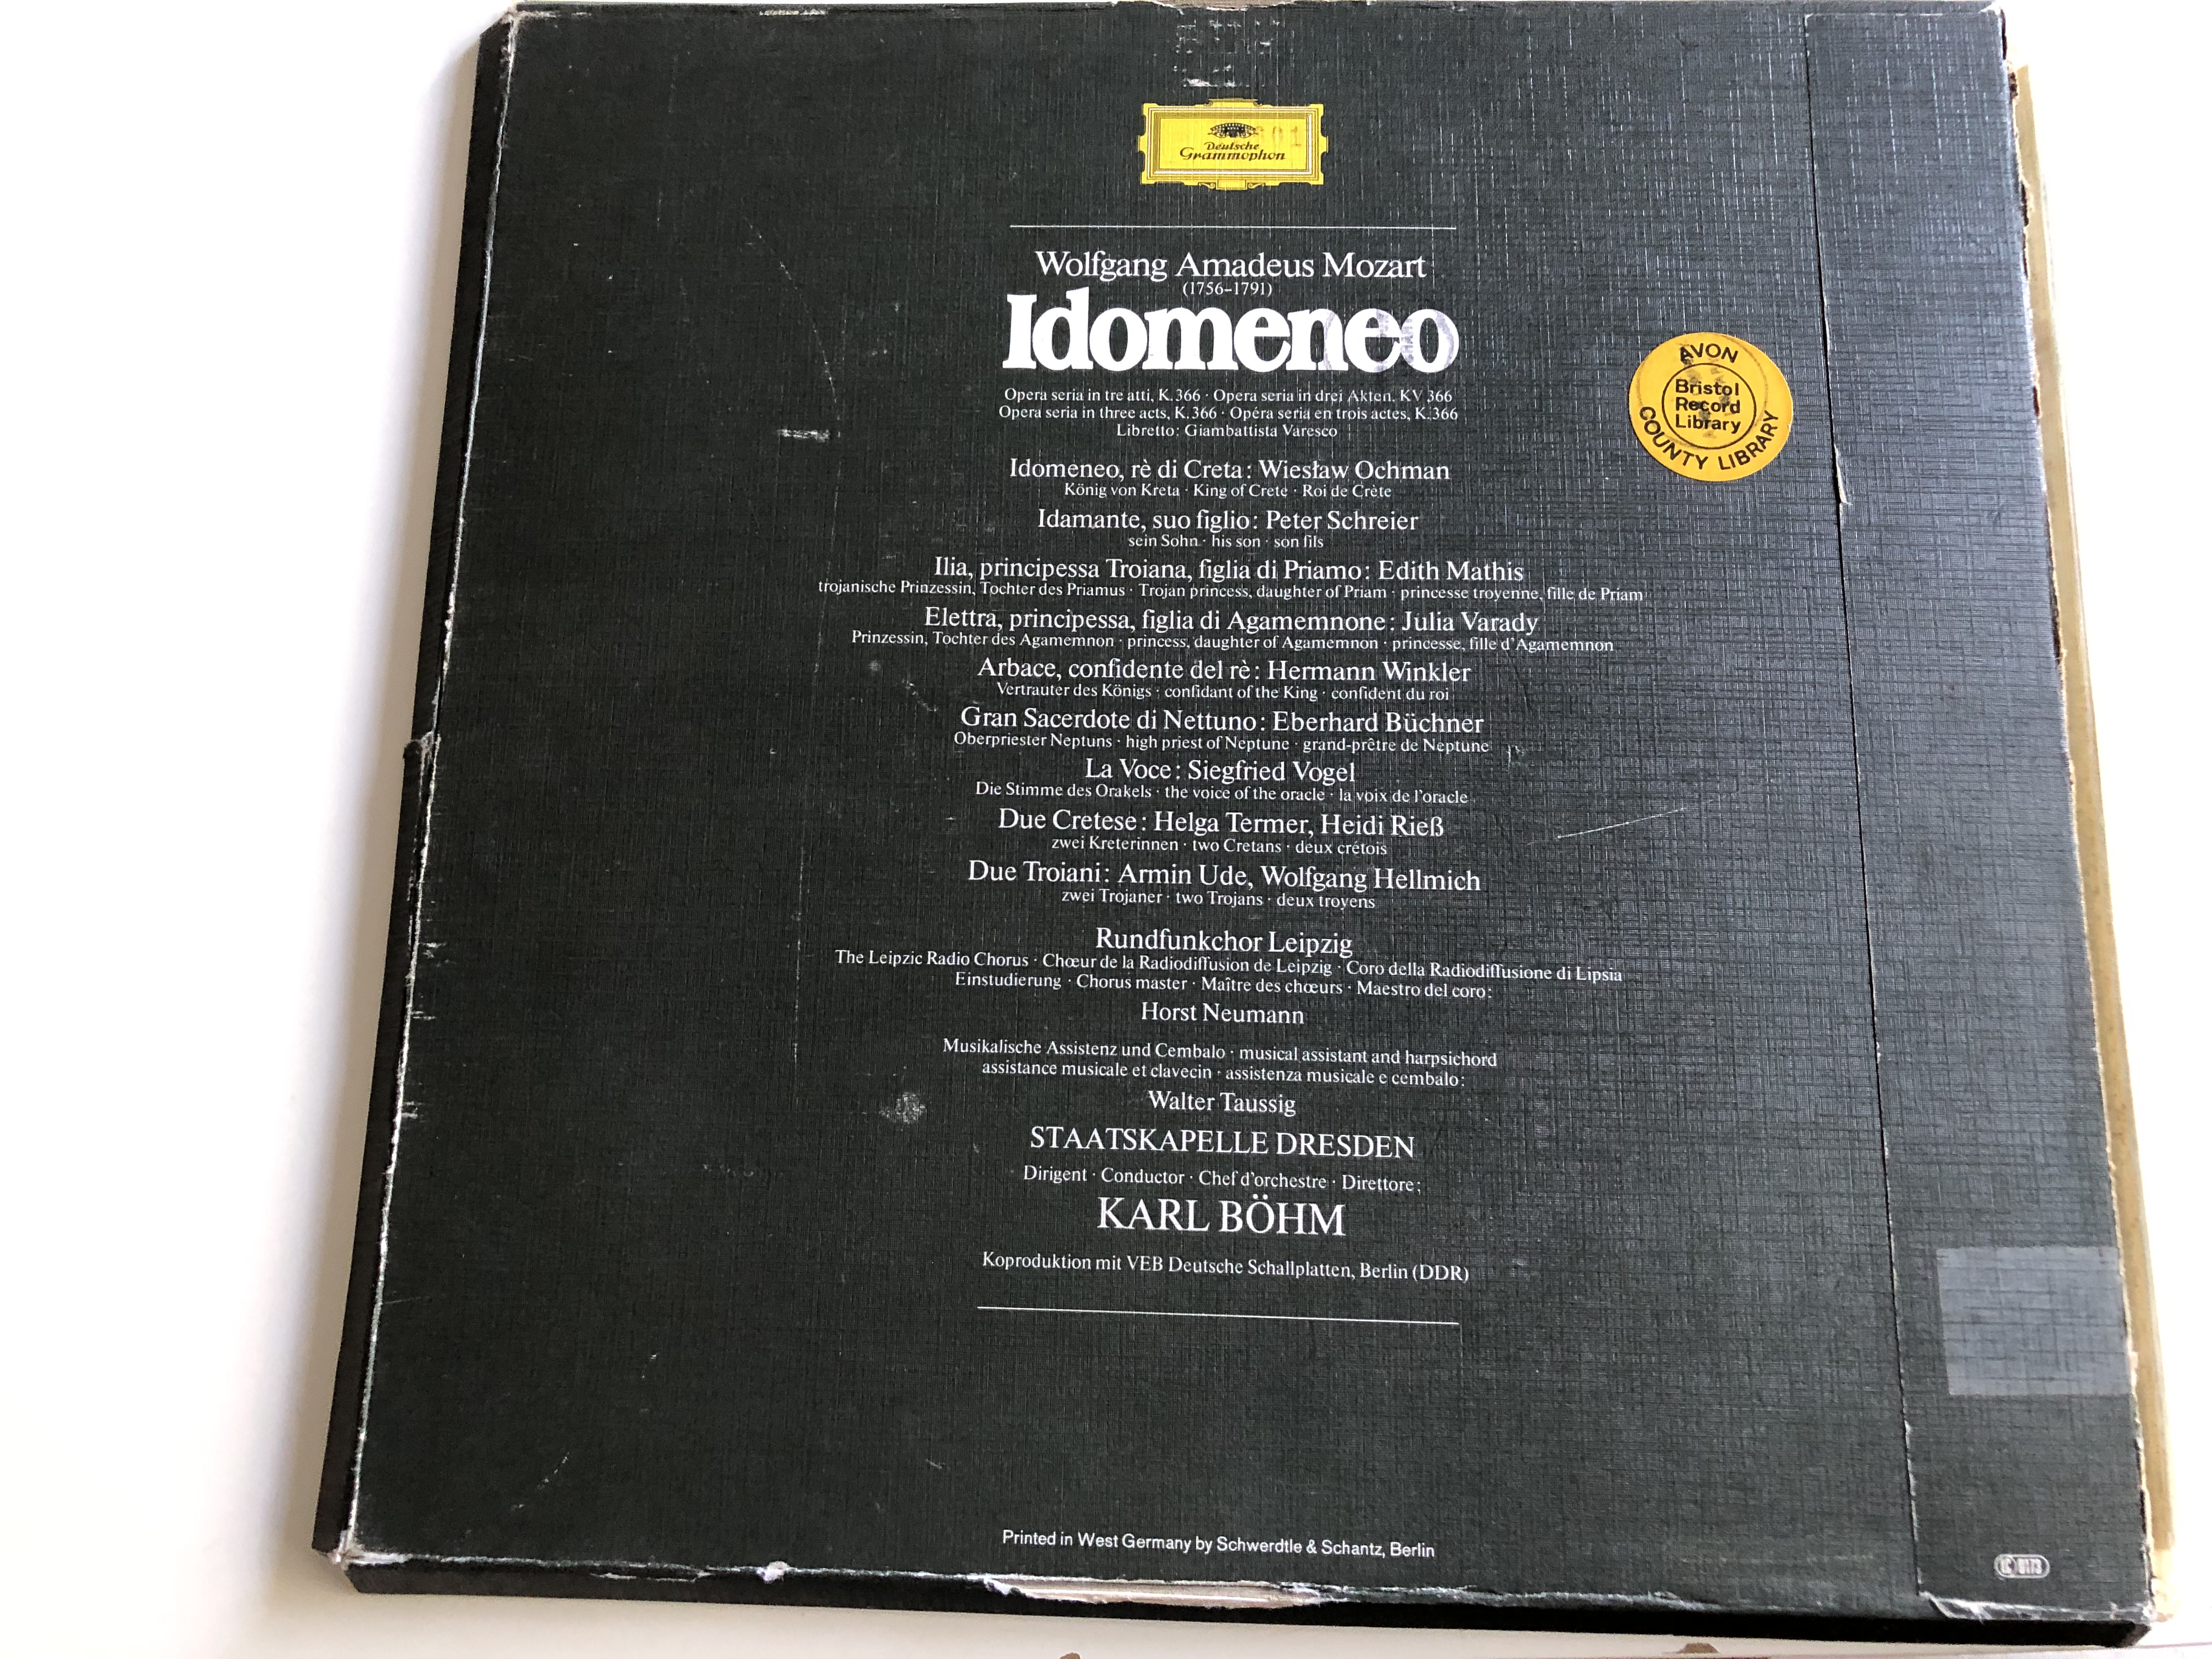 Deutsche
Grammophon
Wolfgang Amadeus Mozart
(1756-1791)
Idomeneo
Opera seria in tre atti, K. 366 · Opera seria in drei Akten, KV 366
Opera seria in three acts, K. 366 · Opéra seria en trois actes, K. 366
Libretto: Giambattista Varesco
AVON
Bristol
Record
Library
COUNTY LIBRARY
Idomeneo, rè di Creta: Wiesław Ochman
König von Kreta · King of Crete · Roi de Crète
Idamante, suo figlio: Peter Schreier
sein Sohn · his son · son fils
Ilia, principessa Troiana, figlia di Priamo: Edith Mathis
trojanische Prinzessin, Tochter des Priamus · Trojan princess, daughter of Priam · princesse troyenne, fille de Priam
Elettra, principessa, figlia di Agamemnone: Julia Varady
Prinzessin, Tochter des Agamemnon · princess, daughter of Agamemnon · princesse, fille d'Agamemnon
Arbace, confidente del rè: Hermann Winkler
Vertrauter des Königs · confidant of the King · confident du roi
Gran Sacerdote di Nettuno: Eberhard Büchner
Oberpriester Neptuns · high priest of Neptune · grand-prêtre de Neptune
La Voce: Siegfried Vogel
Die Stimme des Orakels · the voice of the oracle · la voix de l'oracle
Due Cretese: Helga Termer, Heidi Rieß
zwei Kreterinnen · two Cretans · deux crétois
Due Troiani: Armin Ude, Wolfgang Hellmich
zwei Trojaner · two Trojans · deux troyens
Rundfunkchor Leipzig
The Leipzic Radio Chorus · Chœur de la Radiodiffusion de Leipzig · Coro della Radiodiffusione di Lipsia
Einstudierung · Chorus master · Maître des chœurs · Maestro del coro:
Horst Neumann
Musikalische Assistenz und Cembalo · musical assistant and harpsichord
assistance musicale et clavecin · assistenza musicale e cembalo:
Walter Taussig
STAATSKAPELLE DRESDEN
Dirigent · Conductor · Chef d'orchestre · Direttore:
KARL BÖHM
Koproduktion mit VEB Deutsche Schallplatten, Berlin (DDR)
Printed in West Germany by Schwerdtle & Schantz, Berlin
LC 0173